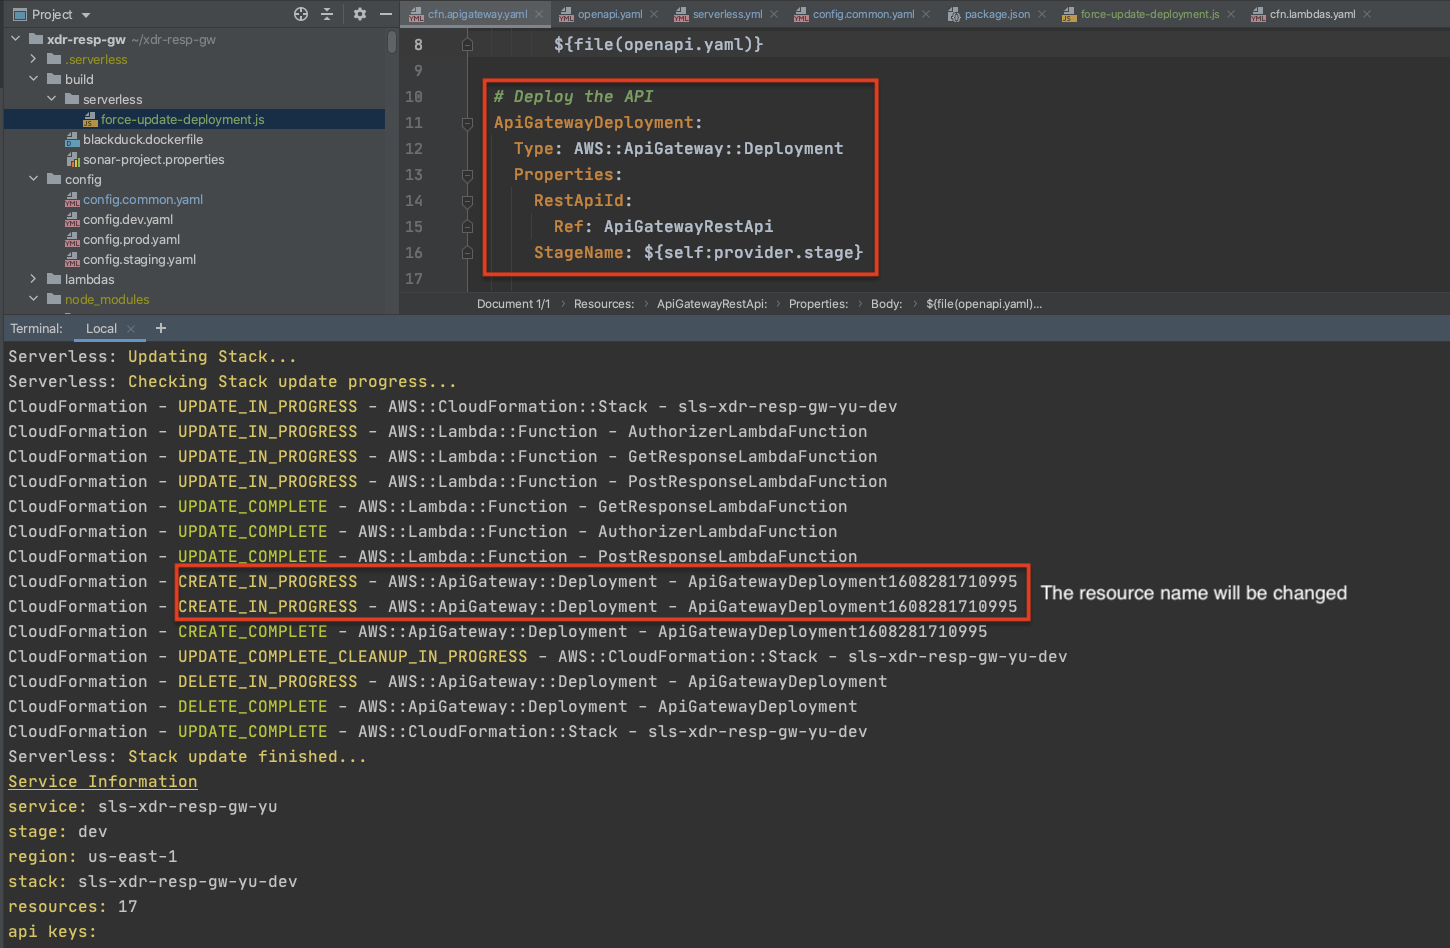 Project
cfn.apigateway.yaml
openapi.yaml
serverless.yml
config.common.yaml
package.json
force-update-deployment.js
cfn.lambdas.yaml
xdr-resp-gw ~/xdr-resp-gw
.serverless
build
serverless
force-update-deployment.js
blackduck.dockerfile
sonar-project.properties
config
config.common.yaml
config.dev.yaml
config.prod.yaml
config.staging.yaml
lambdas
node_modules
8 ${file(openapi.yaml)}
9
10 # Deploy the API
11 ApiGatewayDeployment:
12 Type: AWS::ApiGateway::Deployment
13 Properties:
14 RestApiId:
15 Ref: ApiGatewayRestApi
16 StageName: ${self:provider.stage}
17
Document 1/1 › Resources: › ApiGatewayRestApi: › Properties: › Body: › ${file(openapi.yaml)...
Terminal: Local × +
Serverless: Updating Stack...
Serverless: Checking Stack update progress...
CloudFormation - UPDATE_IN_PROGRESS - AWS::CloudFormation::Stack - sls-xdr-resp-gw-yu-dev
CloudFormation - UPDATE_IN_PROGRESS - AWS::Lambda::Function - AuthorizerLambdaFunction
CloudFormation - UPDATE_IN_PROGRESS - AWS::Lambda::Function - GetResponseLambdaFunction
CloudFormation - UPDATE_IN_PROGRESS - AWS::Lambda::Function - PostResponseLambdaFunction
CloudFormation - UPDATE_COMPLETE - AWS::Lambda::Function - GetResponseLambdaFunction
CloudFormation - UPDATE_COMPLETE - AWS::Lambda::Function - AuthorizerLambdaFunction
CloudFormation - UPDATE_COMPLETE - AWS::Lambda::Function - PostResponseLambdaFunction
CloudFormation - CREATE_IN_PROGRESS - AWS::ApiGateway::Deployment - ApiGatewayDeployment1608281710995
The resource name will be changed
CloudFormation - CREATE_IN_PROGRESS - AWS::ApiGateway::Deployment - ApiGatewayDeployment1608281710995
CloudFormation - CREATE_COMPLETE - AWS::ApiGateway::Deployment - ApiGatewayDeployment1608281710995
CloudFormation - UPDATE_COMPLETE_CLEANUP_IN_PROGRESS - AWS::CloudFormation::Stack - sls-xdr-resp-gw-yu-dev
CloudFormation - DELETE_IN_PROGRESS - AWS::ApiGateway::Deployment - ApiGatewayDeployment
CloudFormation - DELETE_COMPLETE - AWS::ApiGateway::Deployment - ApiGatewayDeployment
CloudFormation - UPDATE_COMPLETE - AWS::CloudFormation::Stack - sls-xdr-resp-gw-yu-dev
Serverless: Stack update finished...
Service Information
service: sls-xdr-resp-gw-yu
stage: dev
region: us-east-1
stack: sls-xdr-resp-gw-yu-dev
resources: 17
api keys: